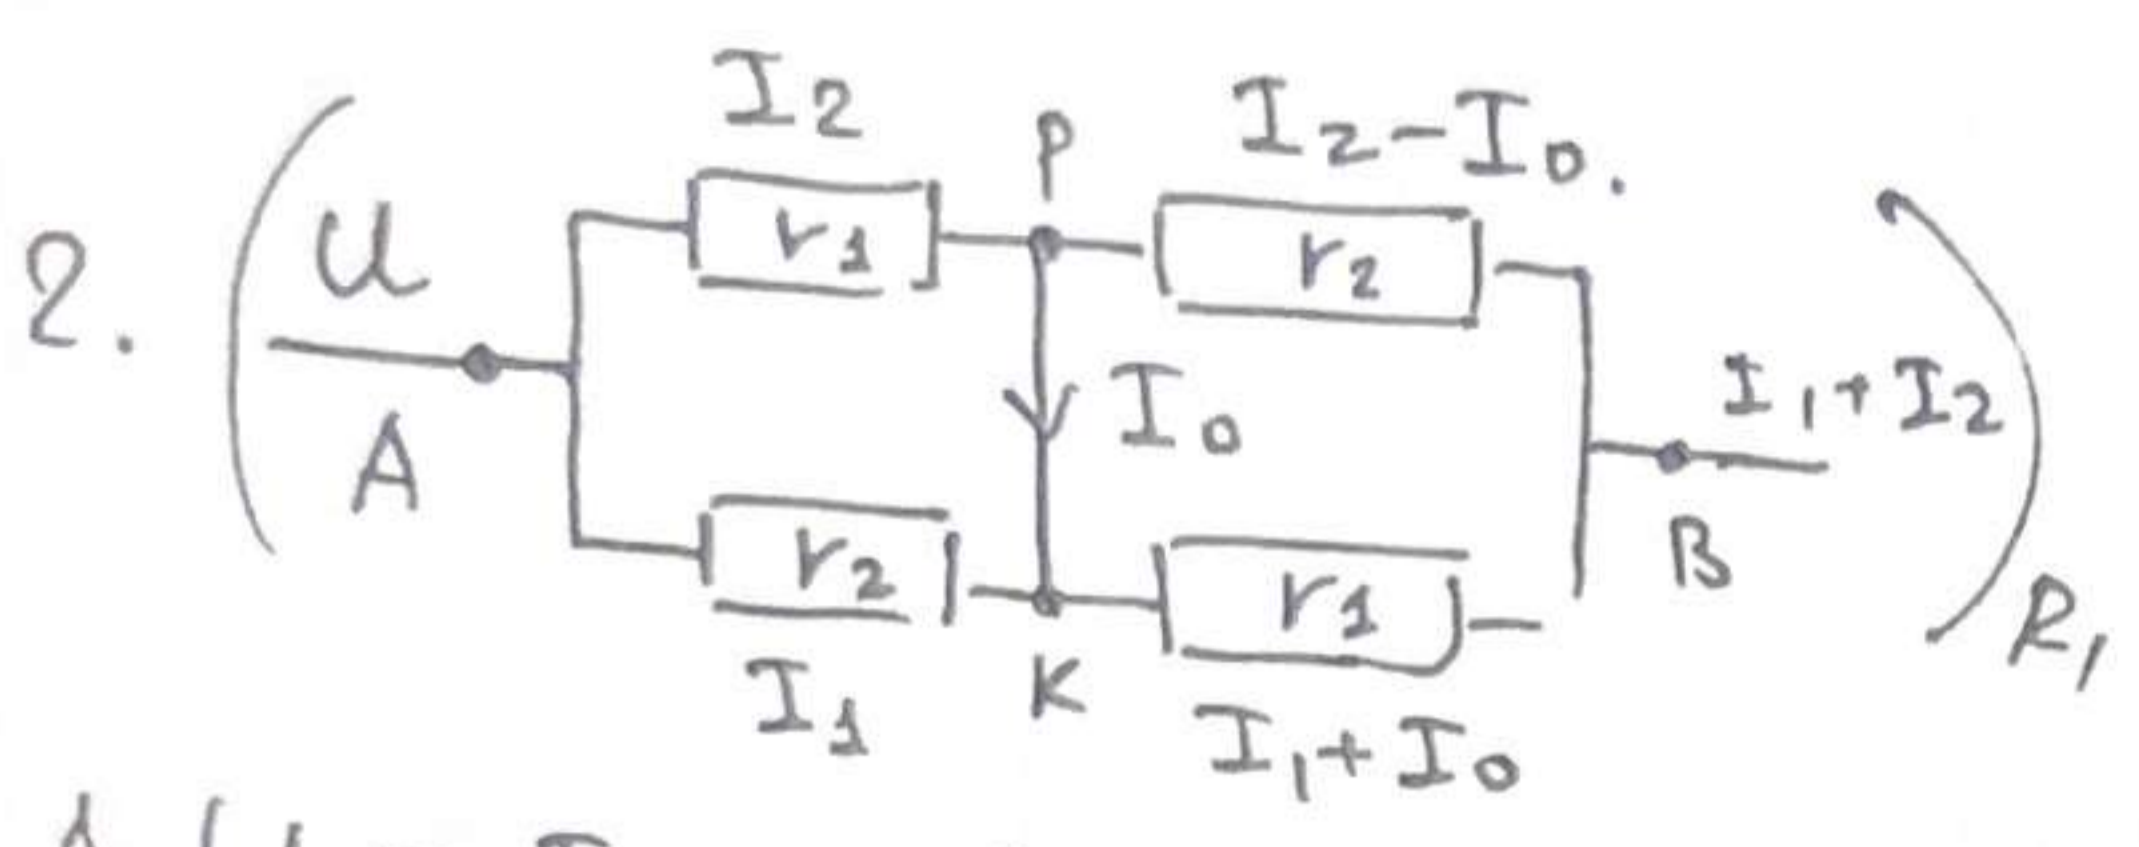 I2 P I2-I0.
2. U r1 r2
A I0 I1+I2
r2 r1 B
I1 K I1+I0 R1